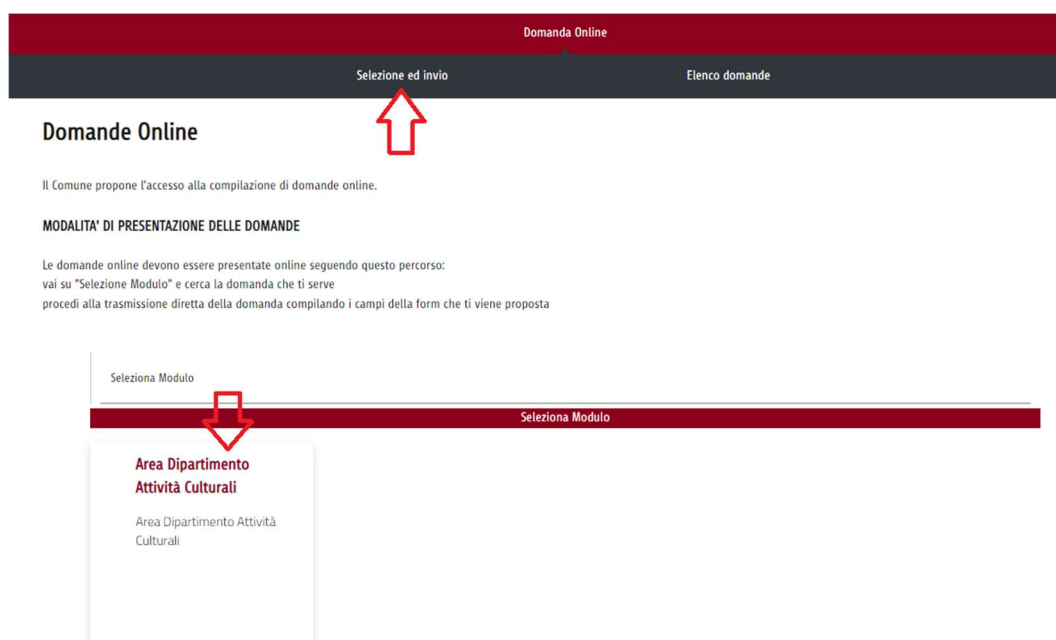 Domanda Online
Selezione ed invio
Elenco domande
Domande Online
Il Comune propone l'accesso alla compilazione di domande online.
MODALITA' DI PRESENTAZIONE DELLE DOMANDE
Le domande online devono essere presentate online seguendo questo percorso:
vai su "Selezione Modulo" e cerca la domanda che ti serve
procedi alla trasmissione diretta della domanda compilando i campi della form che ti viene proposta
Seleziona Modulo
Seleziona Modulo
Area Dipartimento
Attività Culturali
Area Dipartimento Attività
Culturali